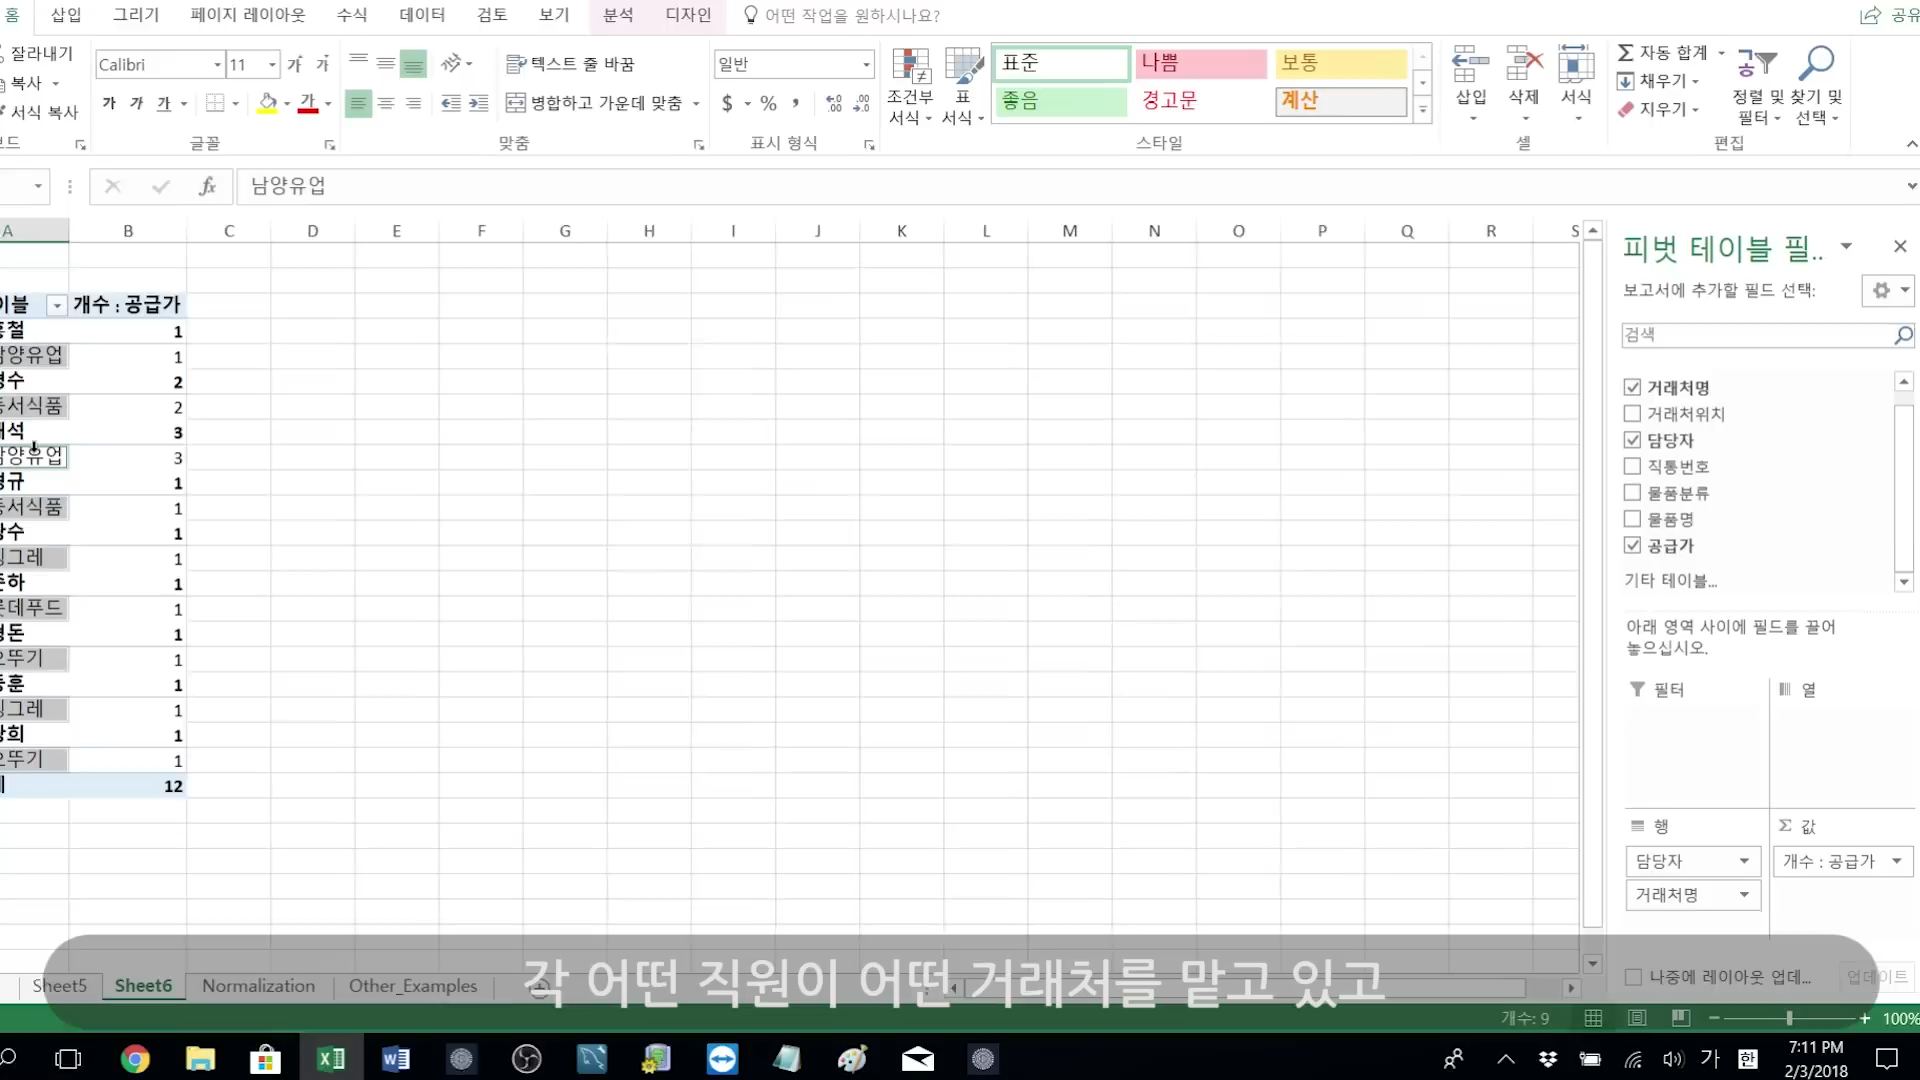 홈 삽입 그리기 페이지 레이아웃 수식 데이터 검토 보기 분석 디자인 어떤 작업을 원하시나요? 공유
잘라내기
복사
서식 복사
Calibri 11
가 가 가 가
텍스트 줄 바꿈
병합하고 가운데 맞춤
일반
$ % ,
조건부 서식
표 서식
표준 나쁨 보통
좋음 경고문 계산
삽입 삭제 서식
자동 합계
채우기
지우기
정렬 및 필터
찾기 및 선택
글꼴 맞춤 표시 형식 스타일 셀 편집
fx 남양유업
A B C D E F G H I J K L M N O P Q R S
개수 : 공급가
1
양유업 1
수 2
서식품 2
석 3
양유업 3
규 1
서식품 1
수 1
그레 1
하 1
데푸드 1
돈 1
뚜기 1
훈 1
그레 1
희 1
뚜기 1
12
피벗 테이블 필..
보고서에 추가할 필드 선택:
검색
거래처명
거래처위치
담당자
직통번호
물품분류
물품명
공급가
기타 테이블...
아래 영역 사이에 필드를 끌어
놓으십시오.
필터 열
행 Σ 값
담당자 개수 : 공급가
거래처명
나중에 레이아웃 업데... 업데이트
Sheet5 Sheet6 Normalization Other_Examples
각 어떤 직원이 어떤 거래처를 맡고 있고
개수: 9 100%
가 한
7:11 PM
2/3/2018